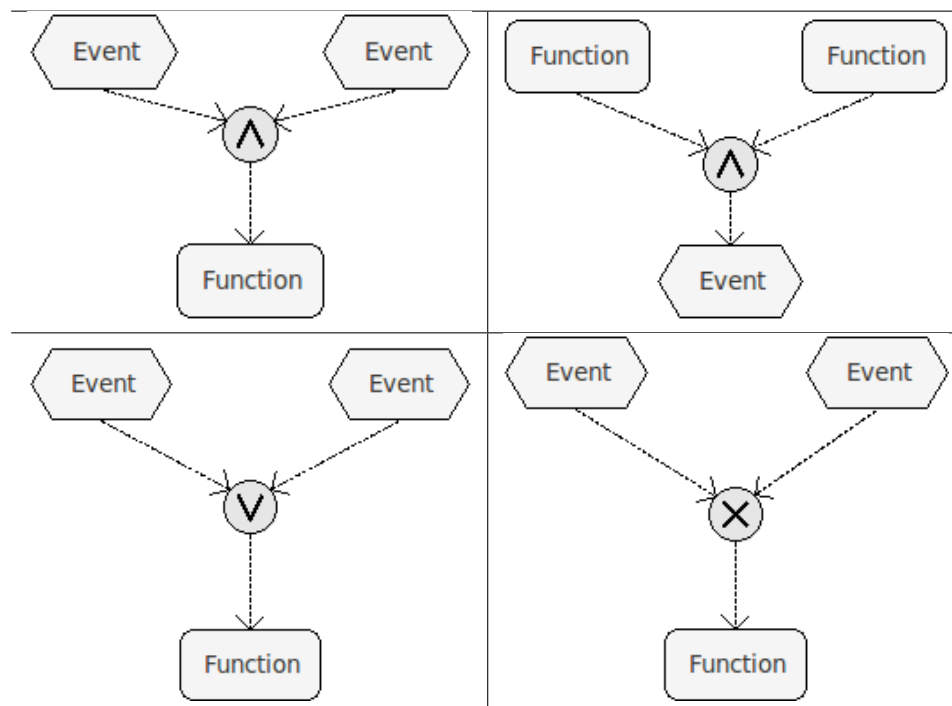 Event Event
∧
Function
Function Function
∧
Event
Event Event
∨
Function
Event Event
×
Function